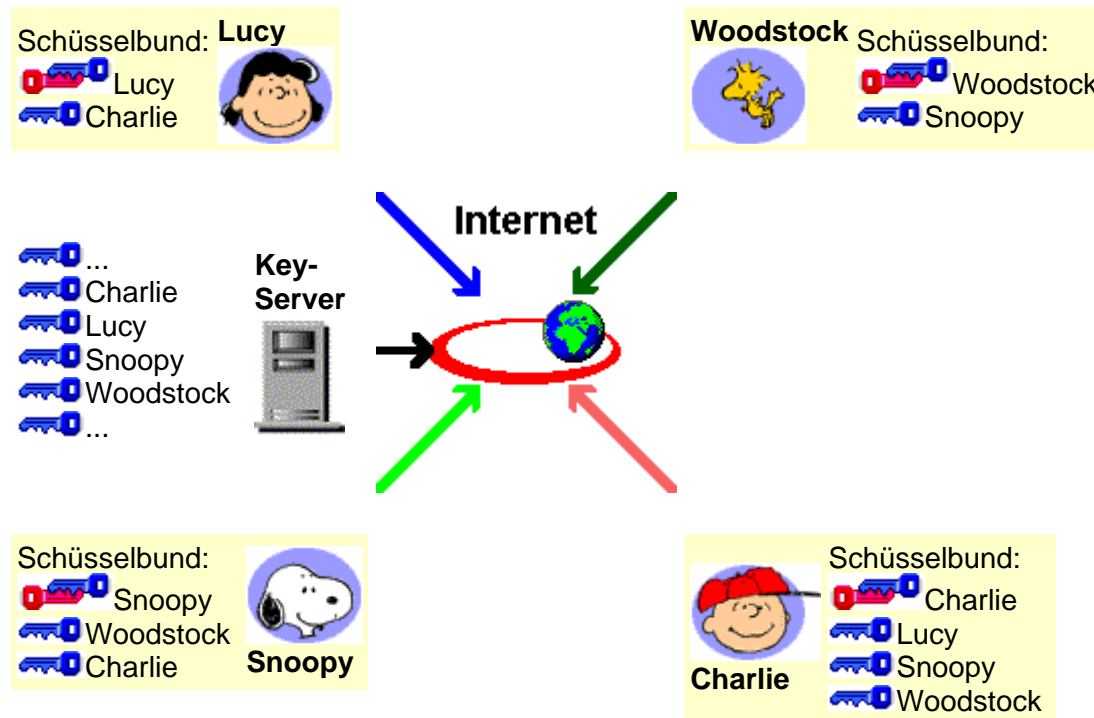 Schüsselbund:
Lucy
Charlie
Lucy
Woodstock
Schüsselbund:
Woodstock
Snoopy
Internet
...
Charlie
Lucy
Snoopy
Woodstock
...
Key-
Server
Schüsselbund:
Snoopy
Woodstock
Charlie
Snoopy
Charlie
Schüsselbund:
Charlie
Lucy
Snoopy
Woodstock